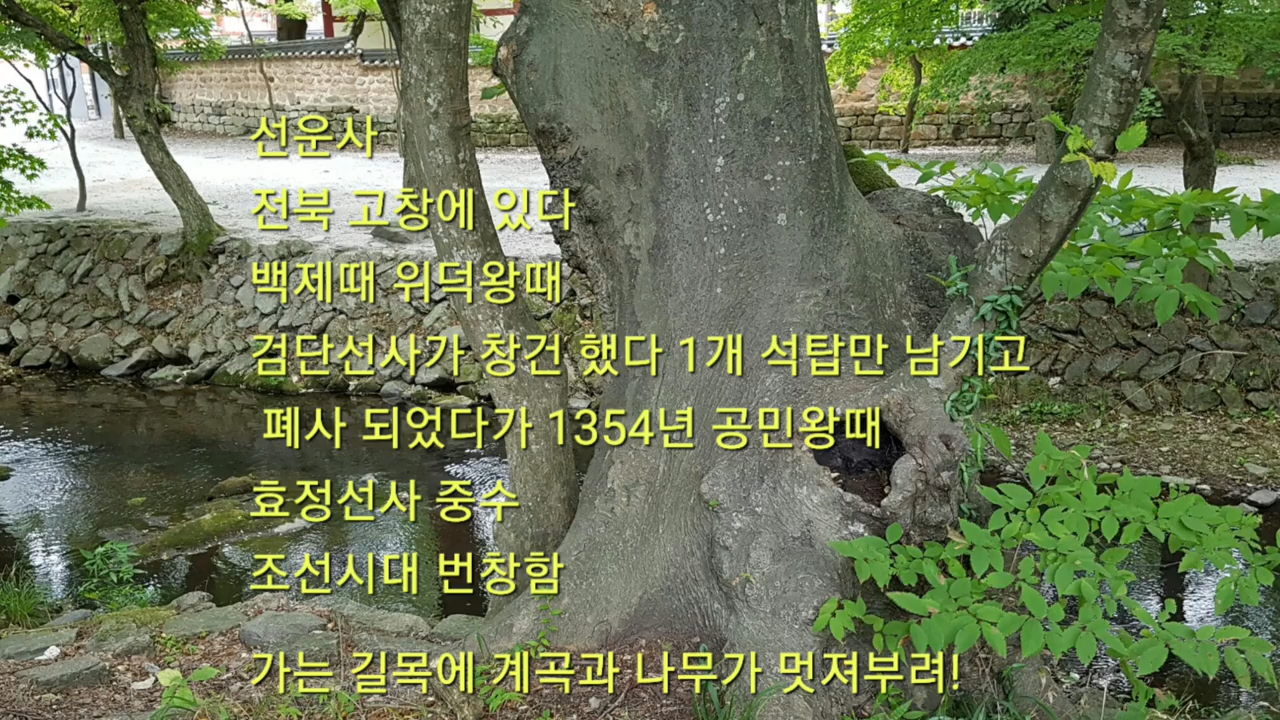 선운사
전북 고창에 있다
백제때 위덕왕때
검단선사가 창건 했다 1개 석탑만 남기고
폐사 되었다가 1354년 공민왕때
효정선사 중수
조선시대 번창함
가는 길목에 계곡과 나무가 멋져부려!